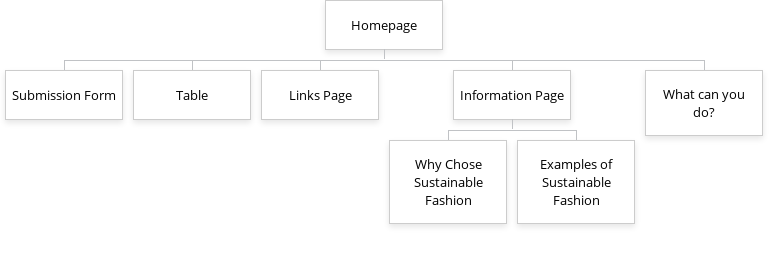 Homepage
Submission Form
Table
Links Page
Information Page
What can you
do?
Why Chose
Sustainable
Fashion
Examples of
Sustainable
Fashion